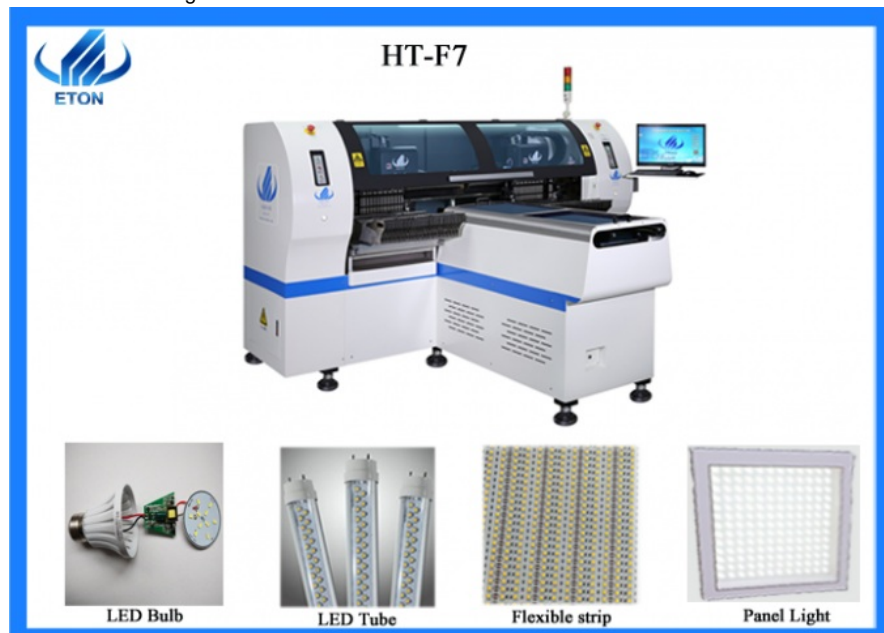 HT-F7
ETON
LED Bulb
LED Tube
Flexible strip
Panel Light